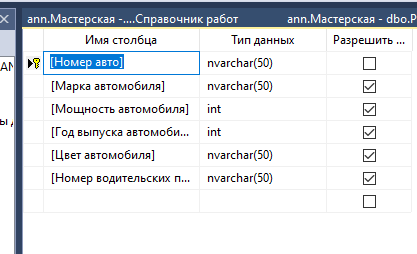 ann.Мастерская -....Справочник работ ann.Мастерская - dbo.Р
Имя столбца Тип данных Разрешить ...
[Номер авто] nvarchar(50)
[Марка автомобиля] nvarchar(50)
[Мощность автомобиля] int
[Год выпуска автомоби... int
[Цвет автомобиля] nvarchar(50)
[Номер водительских п... nvarchar(50)